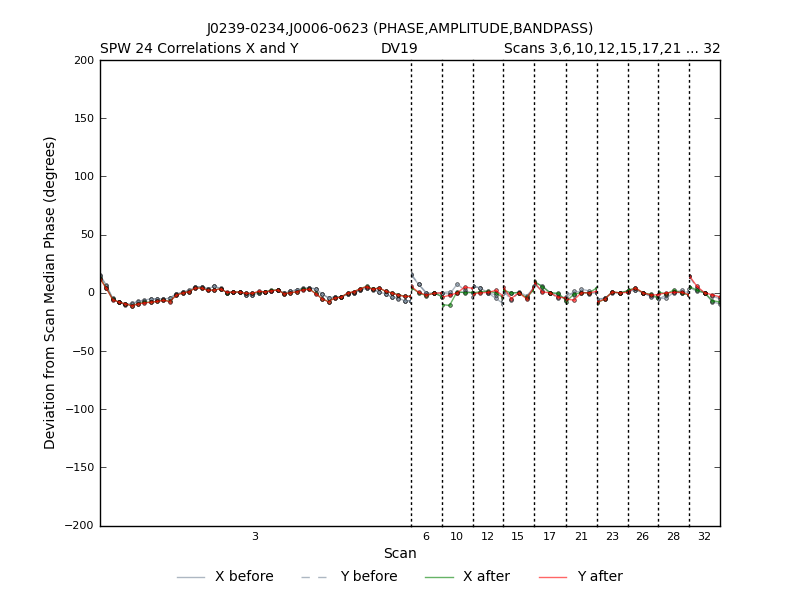 J0239-0234,J0006-0623 (PHASE,AMPLITUDE,BANDPASS)
SPW 24 Correlations X and Y DV19 Scans 3,6,10,12,15,17,21 ... 32
Deviation from Scan Median Phase (degrees)
200
150
100
50
0
−50
−100
−150
−200
3 6 10 12 15 17 21 23 26 28 32
Scan
X before Y before X after Y after